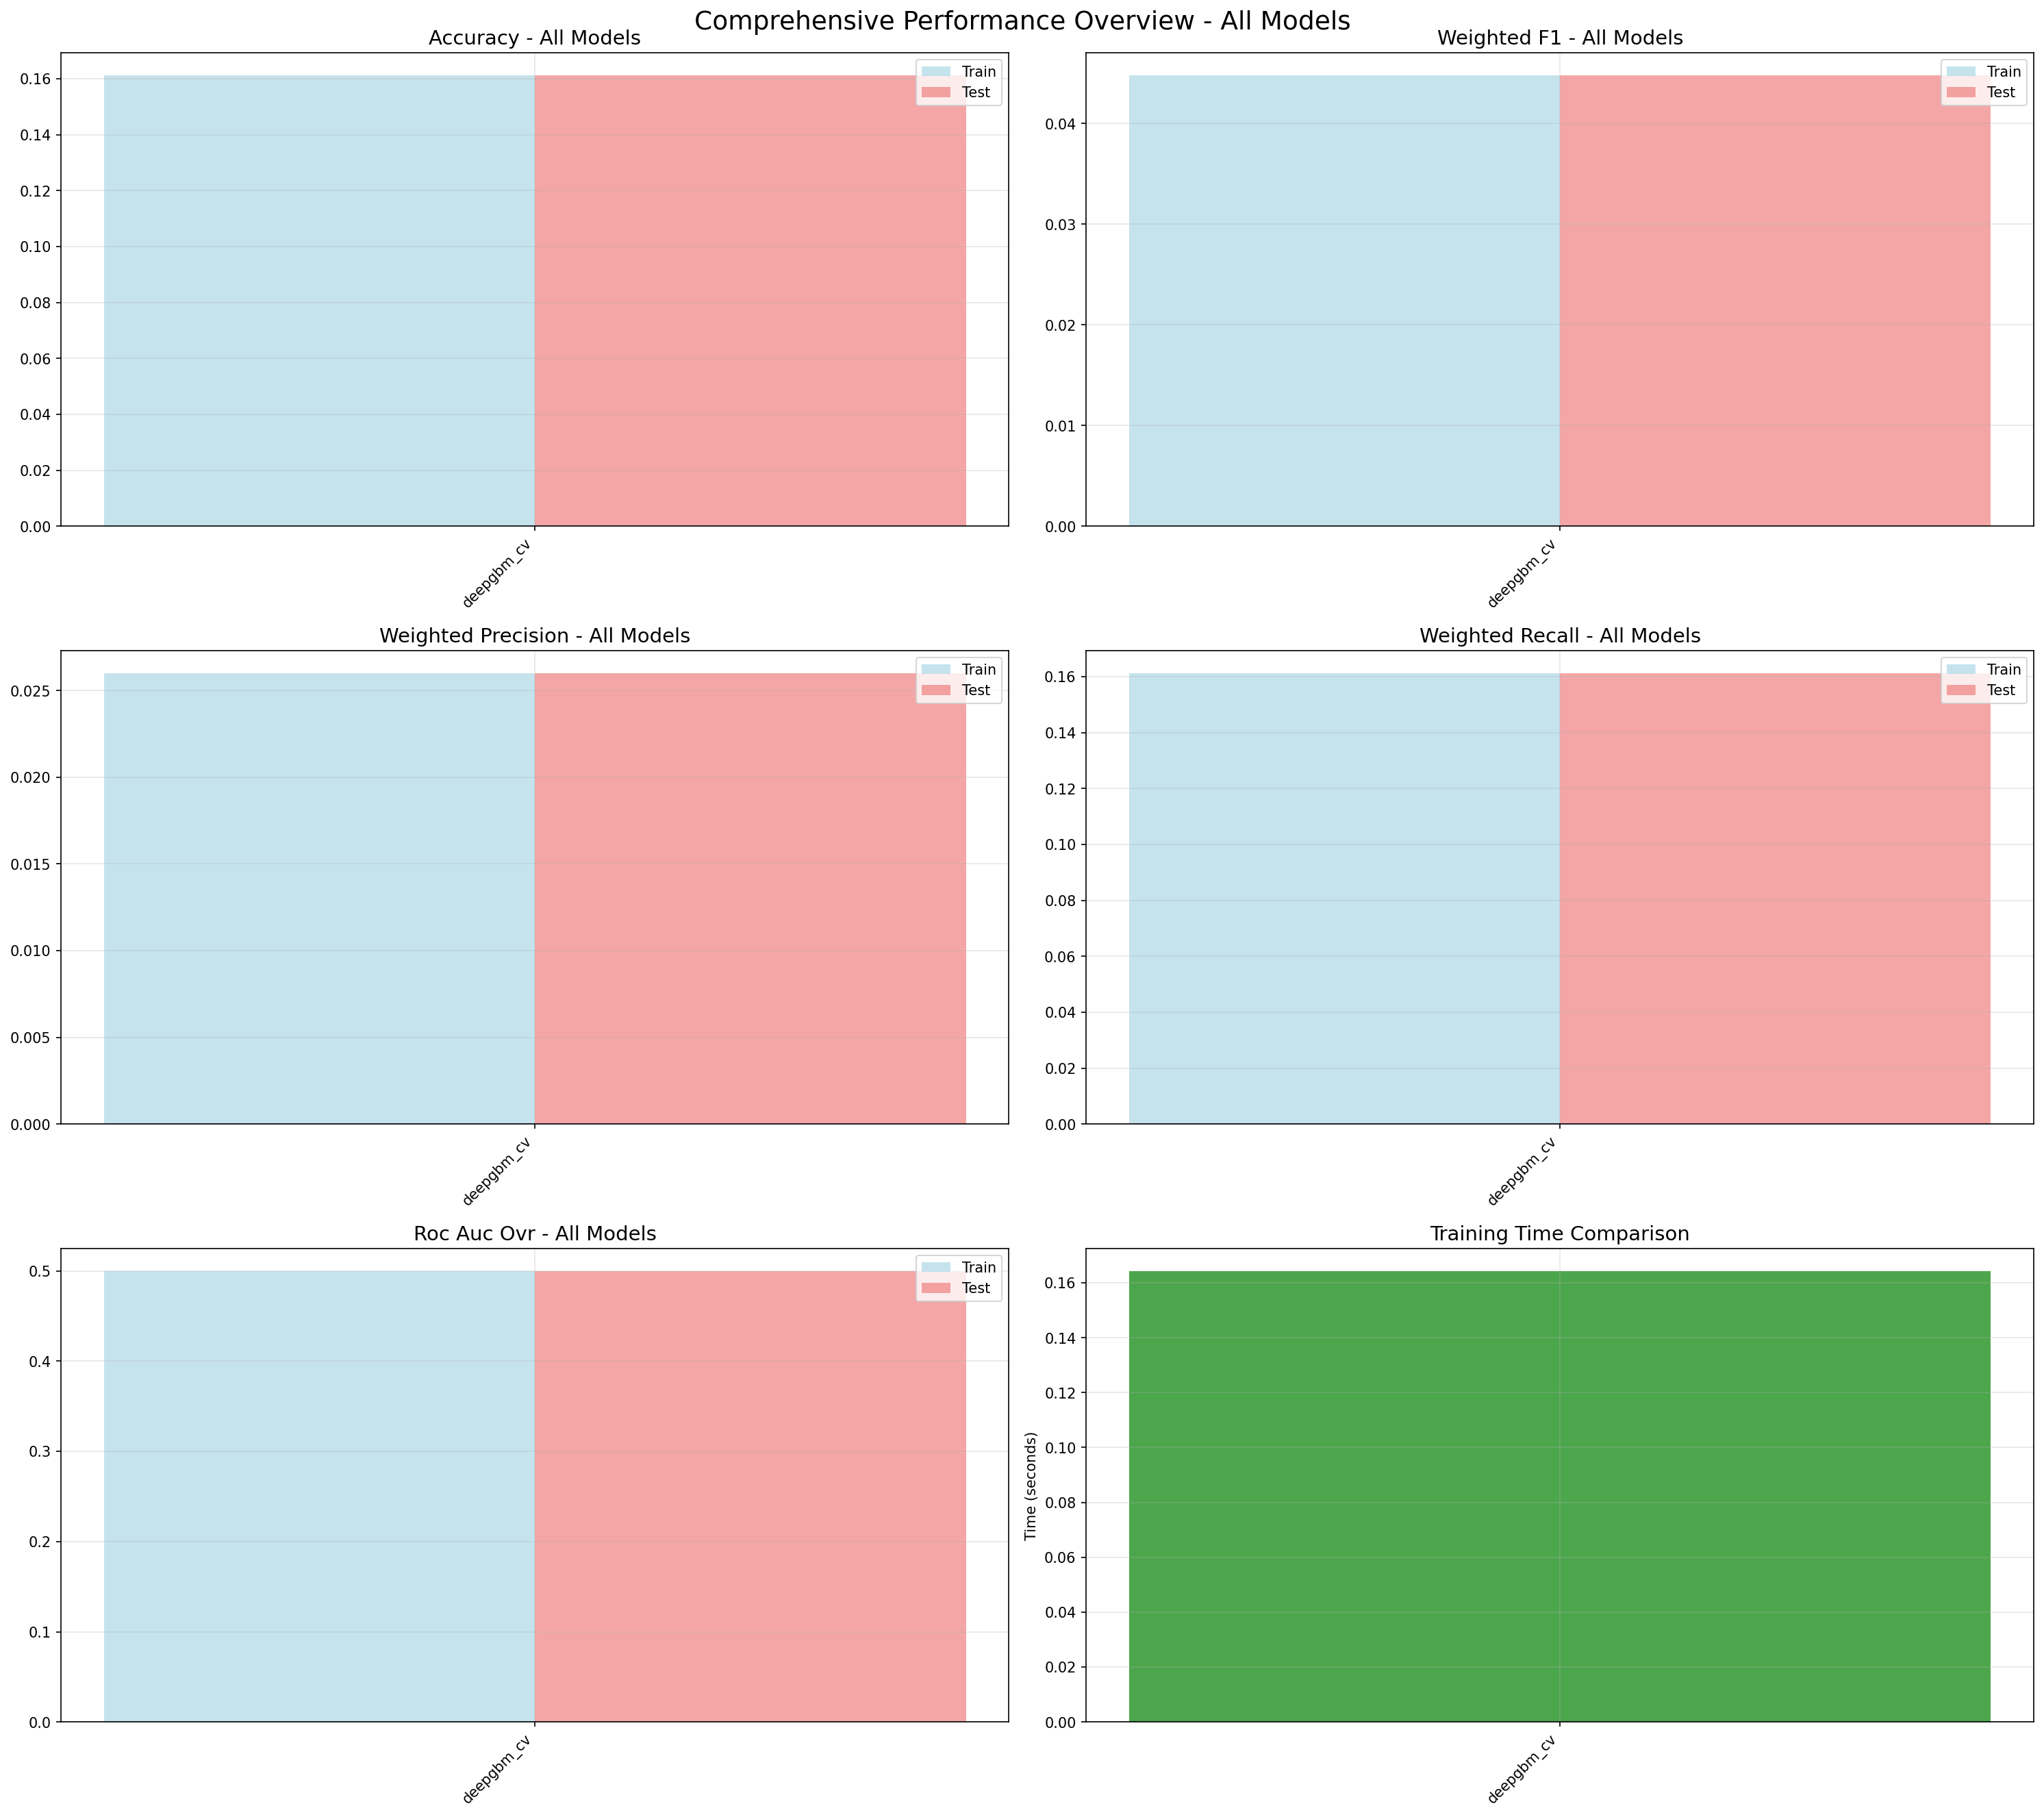 Comprehensive Performance Overview - All Models
Accuracy - All Models
0.16
0.14
0.12
0.10
0.08
0.06
0.04
0.02
0.00
Train
Test
deepgbm_cv
Weighted F1 - All Models
0.04
0.03
0.02
0.01
0.00
Train
Test
deepgbm_cv
Weighted Precision - All Models
0.025
0.020
0.015
0.010
0.005
0.000
Train
Test
deepgbm_cv
Weighted Recall - All Models
0.16
0.14
0.12
0.10
0.08
0.06
0.04
0.02
0.00
Train
Test
deepgbm_cv
Roc Auc Ovr - All Models
0.5
0.4
0.3
0.2
0.1
0.0
Train
Test
deepgbm_cv
Training Time Comparison
Time (seconds)
0.16
0.14
0.12
0.10
0.08
0.06
0.04
0.02
0.00
deepgbm_cv